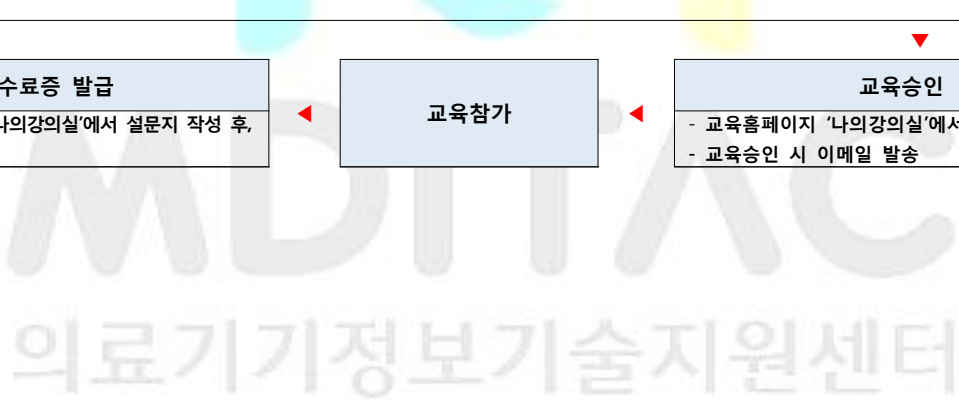 수료증 발급
나의강의실’에서 설문지 작성 후,
교육참가
교육승인
- 교육홈페이지 ‘나의강의실’에서
- 교육승인 시 이메일 발송
MDITAC
의료기기정보기술지원센터